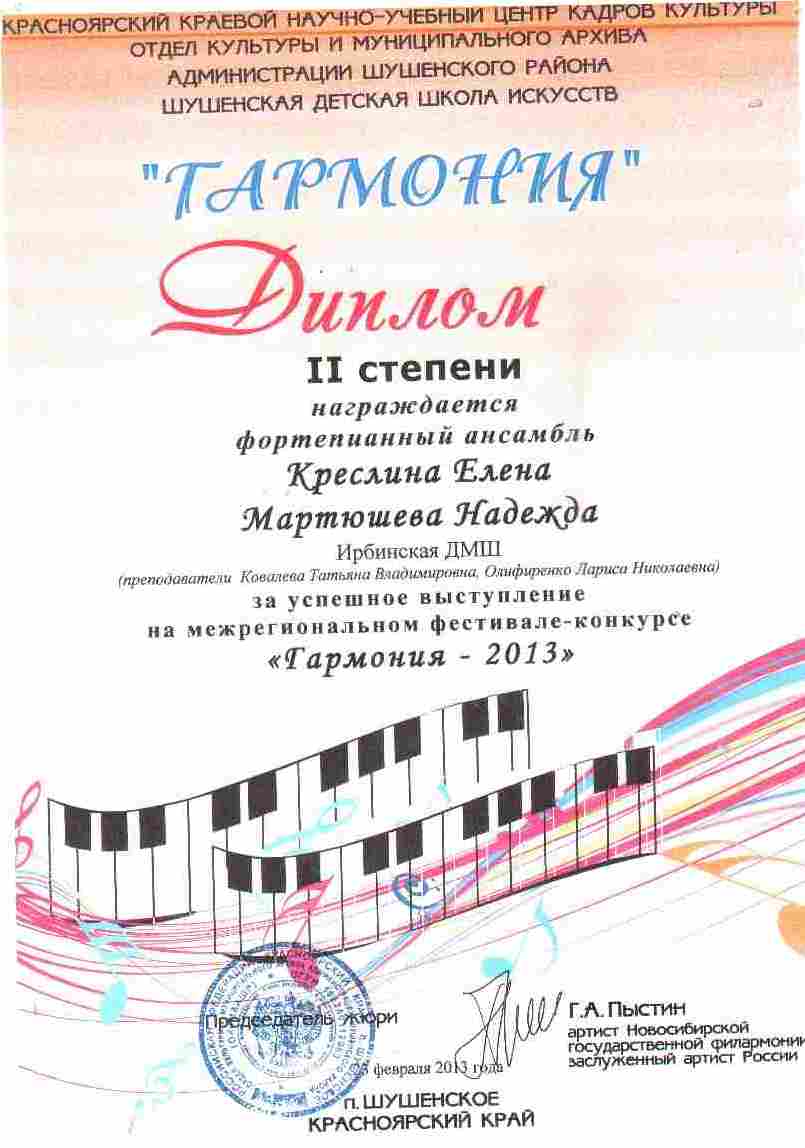 КРАСНОЯРСКИЙ КРАЕВОЙ НАУЧНО-УЧЕБНЫЙ ЦЕНТР КАДРОВ КУЛЬТУРЫ
ОТДЕЛ КУЛЬТУРЫ И МУНИЦИПАЛЬНОГО АРХИВА
АДМИНИСТРАЦИИ ШУШЕНСКОГО РАЙОНА
ШУШЕНСКАЯ ДЕТСКАЯ ШКОЛА ИСКУССТВ
"ГАРМОНИЯ"
Диплом
II степени
награждается
фортепианный ансамбль
Креслина Елена
Мартюшева Надежда
Ирбинская ДМШ
(преподаватели Ковалева Татьяна Владимировна, Олифиренко Лариса Николаевна)
за успешное выступление
на межрегиональном фестивале-конкурсе
«Гармония - 2013»
Председатель жюри
Г.А. Пыстин
артист Новосибирской
государственной филармонии
заслуженный артист России
февраля 2013 года
п. ШУШЕНСКОЕ
КРАСНОЯРСКИЙ КРАЙ